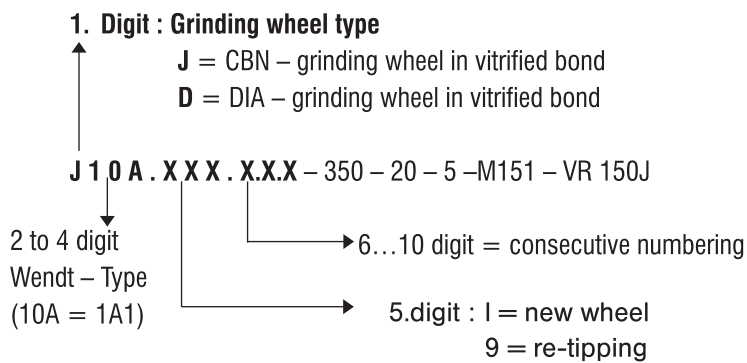 1. Digit : Grinding wheel type
J = CBN – grinding wheel in vitrified bond
D = DIA – grinding wheel in vitrified bond
J 1 0 A . X X X . X.X.X – 350 – 20 – 5 –M151 – VR 150J
2 to 4 digit
Wendt – Type
(10A = 1A1)
6...10 digit = consecutive numbering
5.digit : I = new wheel
9 = re-tipping